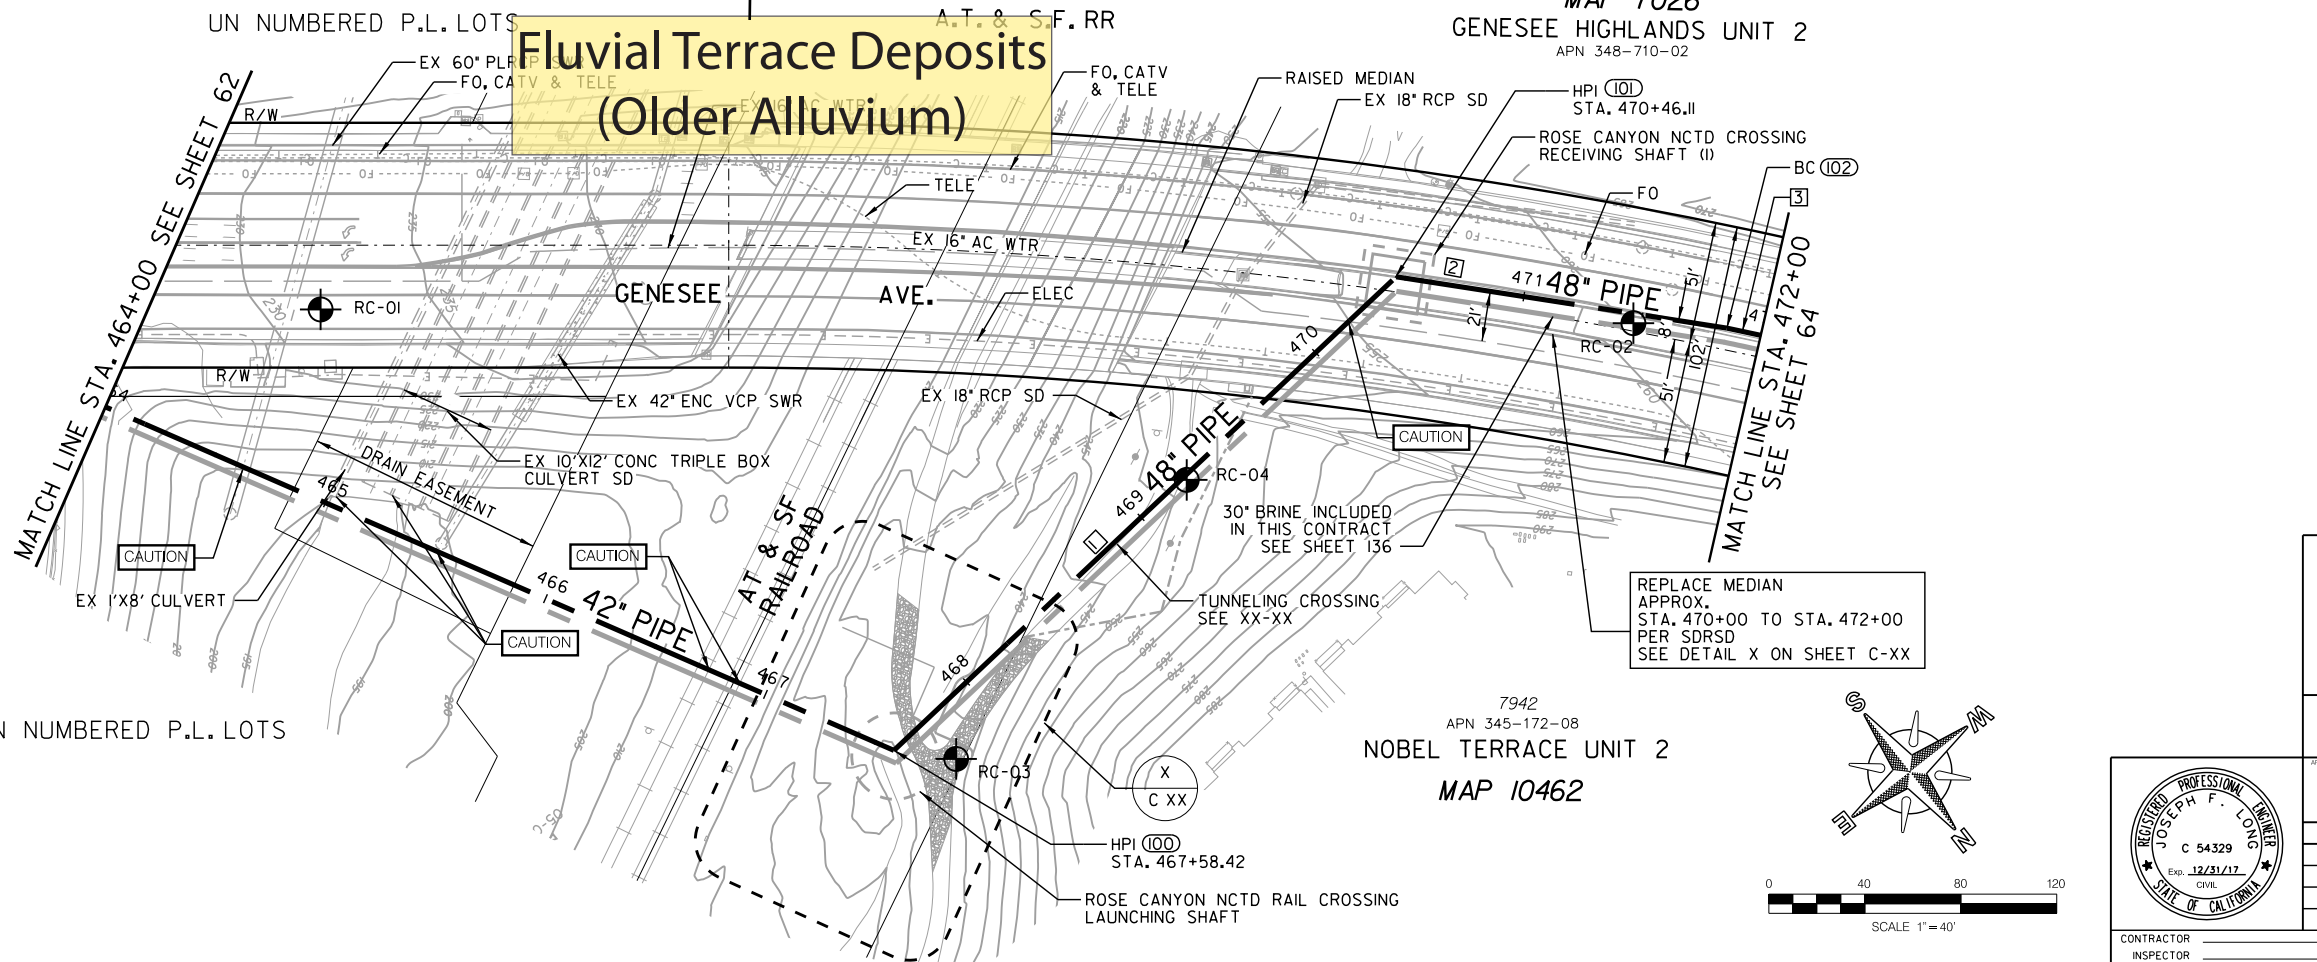 UN NUMBERED P.L. LOTS
A.T. & S.F. RR
GENESEE HIGHLANDS UNIT 2
APN 348-710-02
Fluvial Terrace Deposits
(Older Alluvium)
EX 60" PLRCP SWR
FO, CATV & TELE
EX 16" AC WTR
FO, CATV
& TELE
RAISED MEDIAN
EX 18" RCP SD
HPI 101
STA. 470+46.11
ROSE CANYON NCTD CROSSING
RECEIVING SHAFT (1)
BC 102
3
FO
TELE
R/W
MATCH LINE STA. 464+00 SEE SHEET 62
EX 16" AC WTR
RC-01
GENESEE AVE.
ELEC
2
471
48" PIPE
21'
RC-02
51'
8'
102'
51'
MATCH LINE STA. 472+00
SEE SHEET 64
470
R/W
EX 42" ENC VCP SWR
EX 18" RCP SD
CAUTION
EX 10'X12' CONC TRIPLE BOX
CULVERT SD
DRAIN EASEMENT
465
CAUTION
EX 1'X8' CULVERT
CAUTION
466
42" PIPE
CAUTION
467
AT & SF
RAILROAD
48" PIPE
469
RC-04
1
30" BRINE INCLUDED
IN THIS CONTRACT
SEE SHEET 136
TUNNELING CROSSING
SEE XX-XX
468
RC-03
REPLACE MEDIAN
APPROX.
STA. 470+00 TO STA. 472+00
PER SDRSD
SEE DETAIL X ON SHEET C-XX
7942
APN 345-172-08
NOBEL TERRACE UNIT 2
MAP 10462
X
C XX
HPI 100
STA. 467+58.42
ROSE CANYON NCTD RAIL CROSSING
LAUNCHING SHAFT
N NUMBERED P.L. LOTS
S
W
E
N
0 40 80 120
SCALE 1"=40'
REGISTERED PROFESSIONAL ENGINEER
JOSEPH F. LONG
C 54329
Exp. 12/31/17
CIVIL
STATE OF CALIFORNIA
CONTRACTOR
INSPECTOR